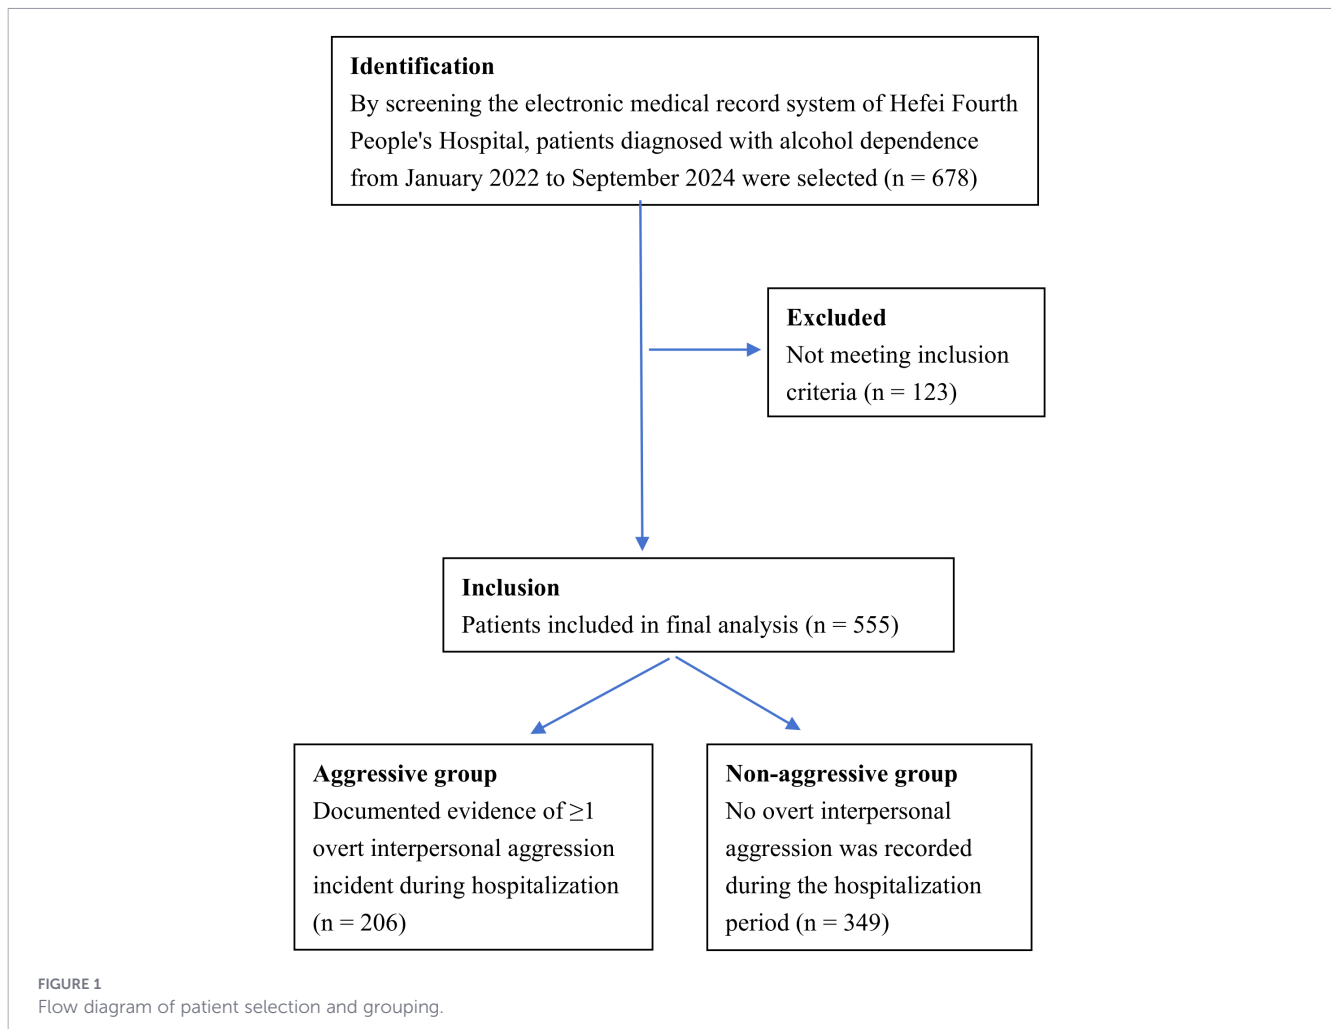 Identification
By screening the electronic medical record system of Hefei Fourth
People's Hospital, patients diagnosed with alcohol dependence
from January 2022 to September 2024 were selected (n = 678)
Excluded
Not meeting inclusion
criteria (n = 123)
Inclusion
Patients included in final analysis (n = 555)
Aggressive group
Documented evidence of ≥1
overt interpersonal aggression
incident during hospitalization
(n = 206)
Non-aggressive group
No overt interpersonal
aggression was recorded
during the hospitalization
period (n = 349)
FIGURE 1
Flow diagram of patient selection and grouping.